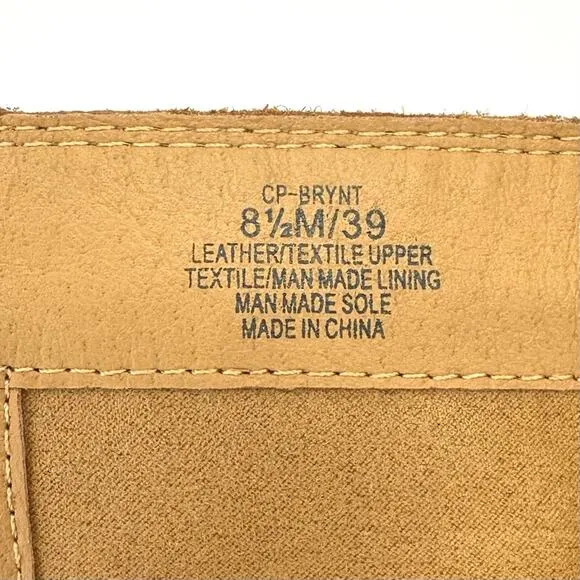 CP-BRYNT
8½M/39
LEATHER/TEXTILE UPPER
TEXTILE/MAN MADE LINING
MAN MADE SOLE
MADE IN CHINA